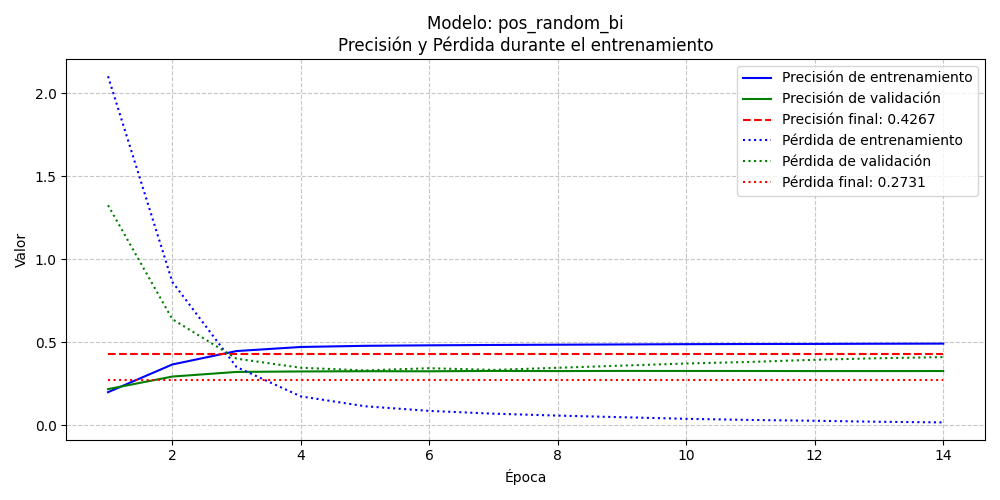 Modelo: pos_random_bi
Precisión y Pérdida durante el entrenamiento
Precisión de entrenamiento
Precisión de validación
Precisión final: 0.4267
Pérdida de entrenamiento
Pérdida de validación
Pérdida final: 0.2731
Valor
2.0
1.5
1.0
0.5
0.0
2 4 6 8 10 12 14
Época